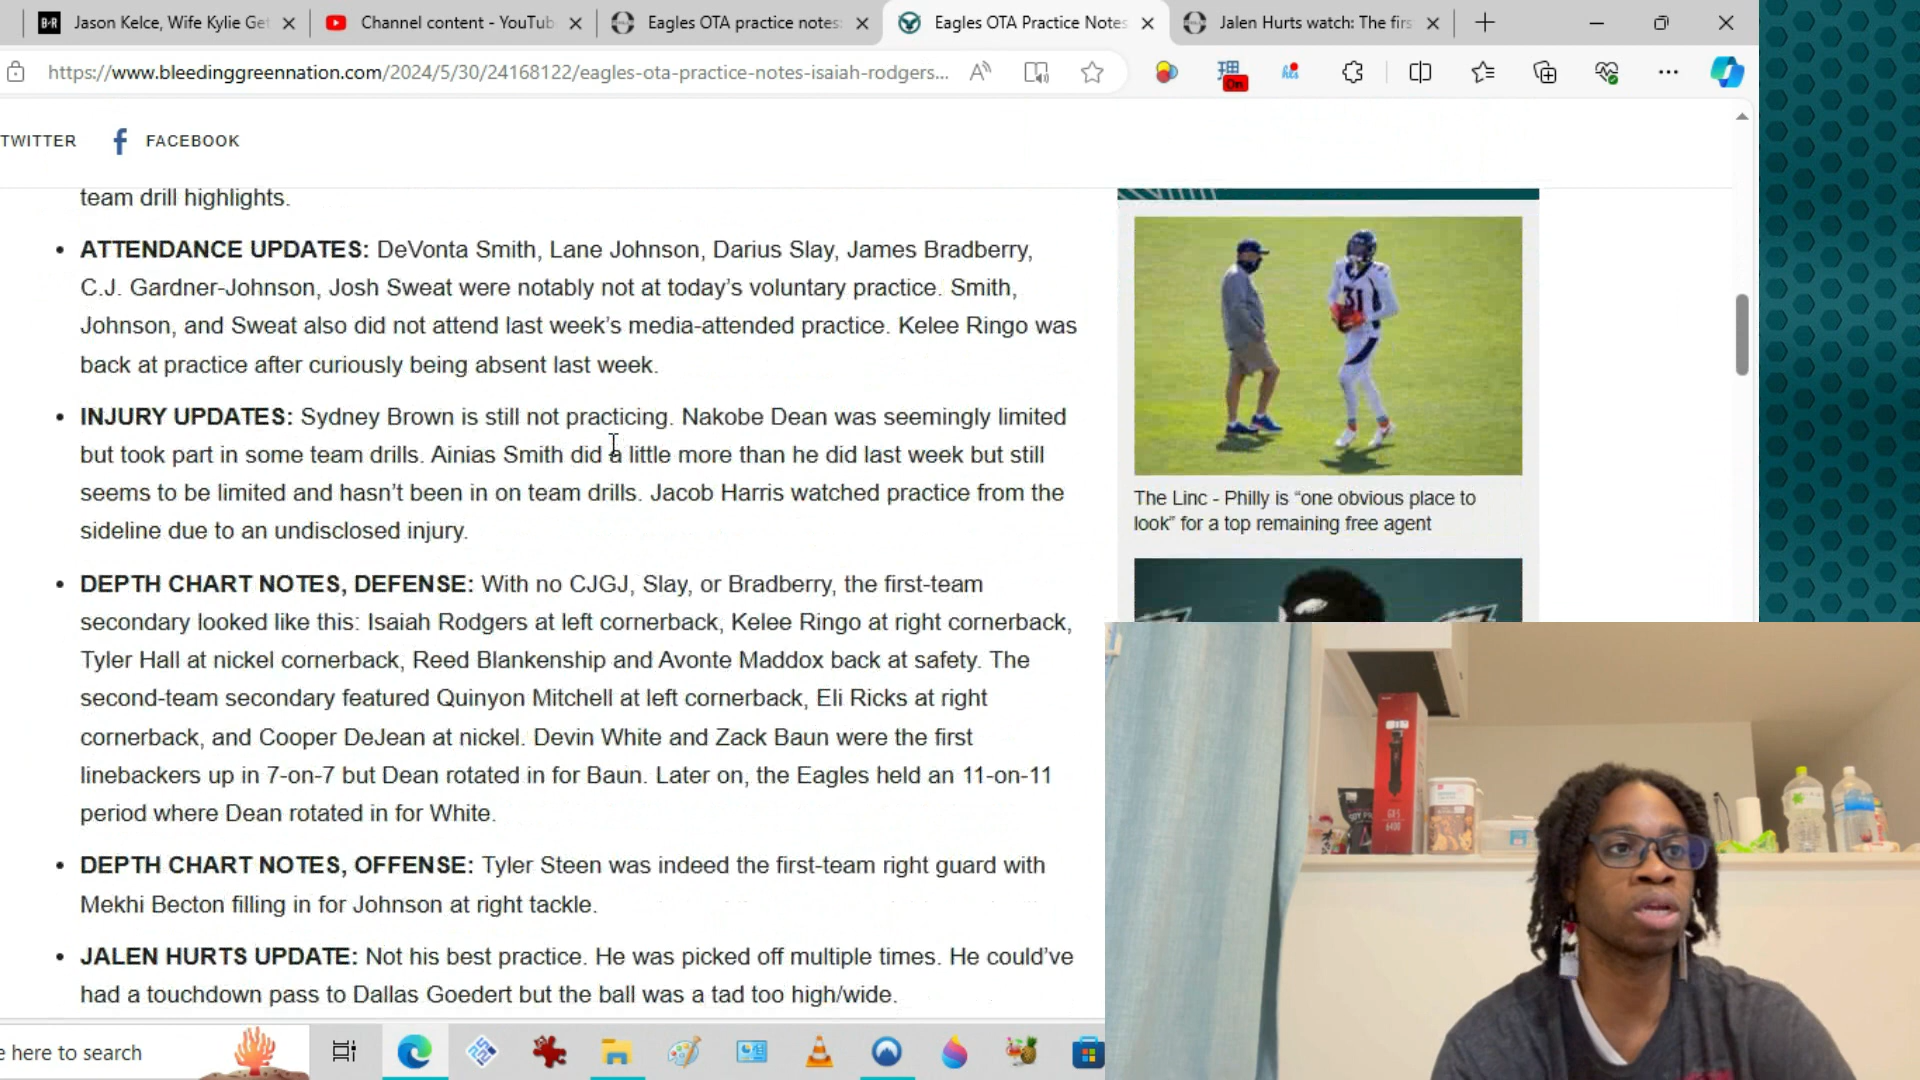 Jason Kelce, Wife Kylie Get
Channel content - YouTub
Eagles OTA practice notes:
Eagles OTA Practice Notes
Jalen Hurts watch: The firs
https://www.bleedinggreennation.com/2024/5/30/24168122/eagles-ota-practice-notes-isaiah-rodgers...
On
TWITTER
FACEBOOK
team drill highlights.
• ATTENDANCE UPDATES: DeVonta Smith, Lane Johnson, Darius Slay, James Bradberry,
C.J. Gardner-Johnson, Josh Sweat were notably not at today’s voluntary practice. Smith,
Johnson, and Sweat also did not attend last week’s media-attended practice. Kelee Ringo was
back at practice after curiously being absent last week.
• INJURY UPDATES: Sydney Brown is still not practicing. Nakobe Dean was seemingly limited
but took part in some team drills. Ainias Smith did a little more than he did last week but still
seems to be limited and hasn’t been in on team drills. Jacob Harris watched practice from the
sideline due to an undisclosed injury.
• DEPTH CHART NOTES, DEFENSE: With no CJGJ, Slay, or Bradberry, the first-team
secondary looked like this: Isaiah Rodgers at left cornerback, Kelee Ringo at right cornerback,
Tyler Hall at nickel cornerback, Reed Blankenship and Avonte Maddox back at safety. The
second-team secondary featured Quinyon Mitchell at left cornerback, Eli Ricks at right
cornerback, and Cooper DeJean at nickel. Devin White and Zack Baun were the first
linebackers up in 7-on-7 but Dean rotated in for Baun. Later on, the Eagles held an 11-on-11
period where Dean rotated in for White.
• DEPTH CHART NOTES, OFFENSE: Tyler Steen was indeed the first-team right guard with
Mekhi Becton filling in for Johnson at right tackle.
• JALEN HURTS UPDATE: Not his best practice. He was picked off multiple times. He could’ve
had a touchdown pass to Dallas Goedert but the ball was a tad too high/wide.
31
The Linc - Philly is “one obvious place to
look” for a top remaining free agent
e here to search